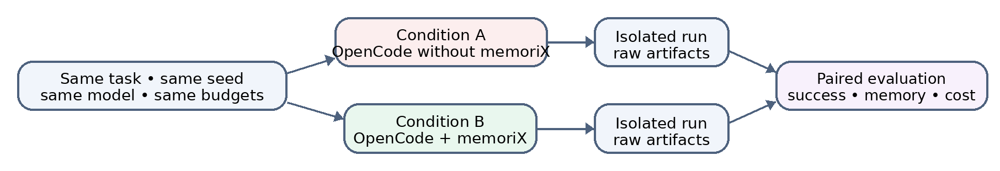 Same task • same seed
same model • same budgets
Condition A
OpenCode without memoriX
Isolated run
raw artifacts
Condition B
OpenCode + memoriX
Isolated run
raw artifacts
Paired evaluation
success • memory • cost